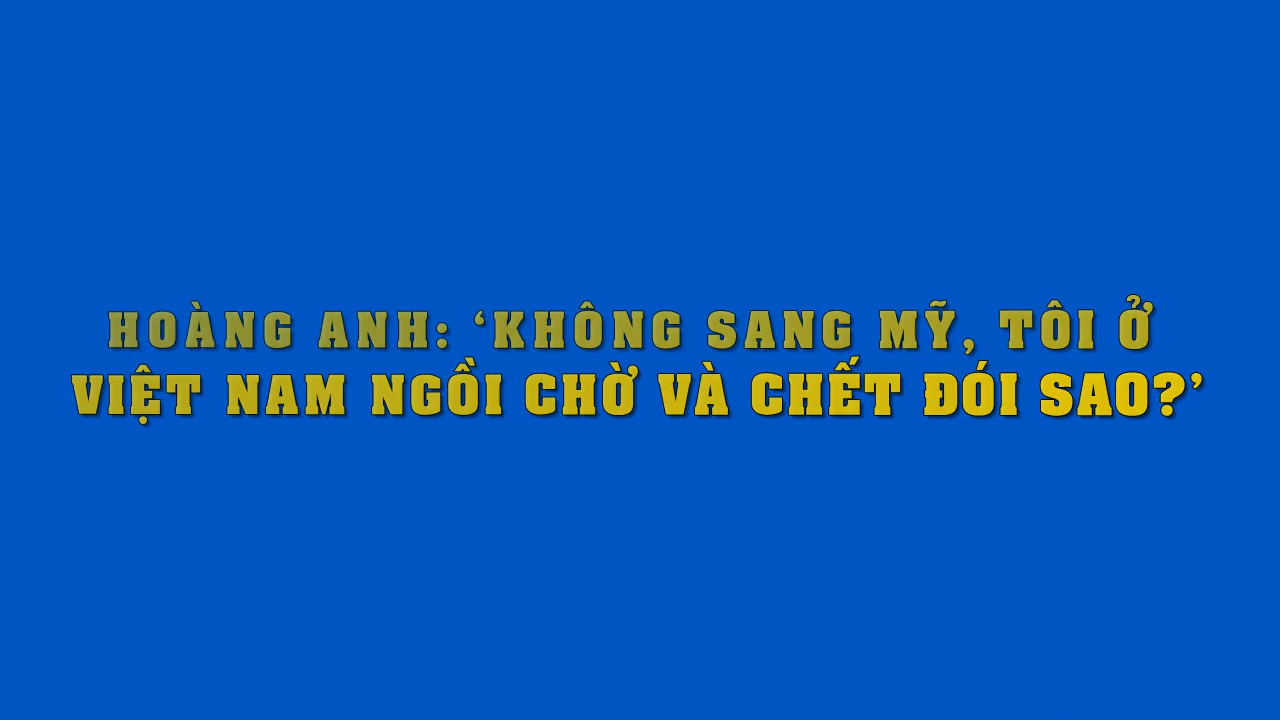 HOÀNG ANH: ‘KHÔNG SANG MỸ, TÔI Ở
VIỆT NAM NGỒI CHỜ VÀ CHẾT ĐÓI SAO?’